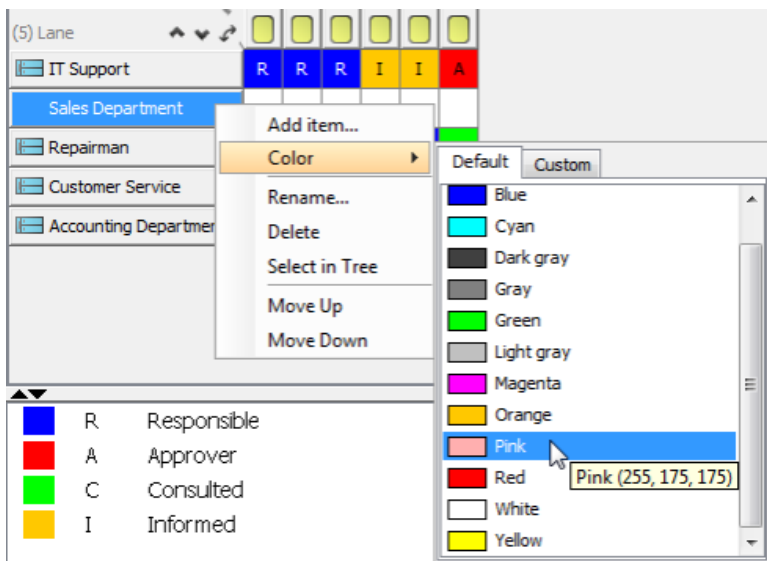 (5) Lane
IT Support R R R I I A
Sales Department
Repairman
Customer Service
Accounting Departmer
Add item...
Color
Rename...
Delete
Select in Tree
Move Up
Move Down
Default Custom
Blue
Cyan
Dark gray
Gray
Green
Light gray
Magenta
Orange
Pink
Red
Pink (255, 175, 175)
White
Yellow
R Responsible
A Approver
C Consulted
I Informed